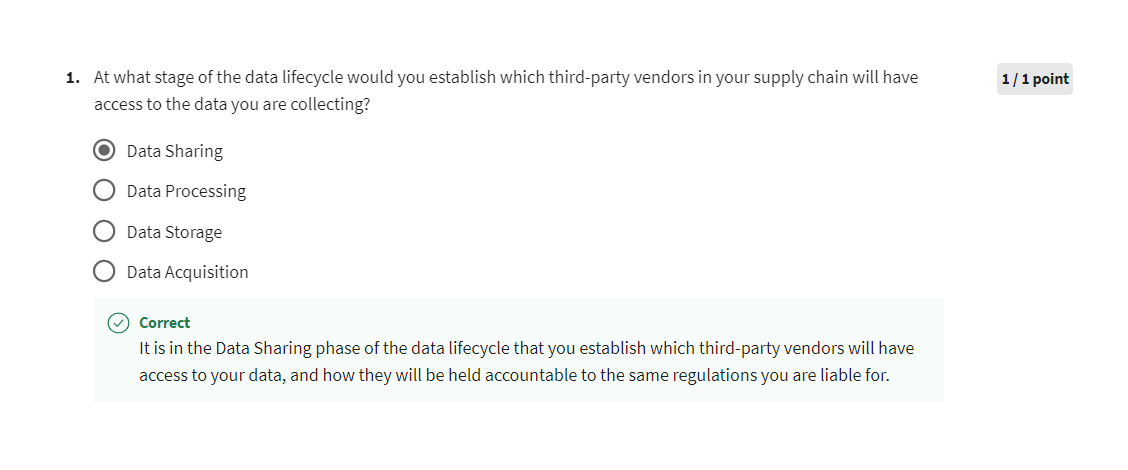 1. At what stage of the data lifecycle would you establish which third-party vendors in your supply chain will have
access to the data you are collecting?
1 / 1 point
Data Sharing
Data Processing
Data Storage
Data Acquisition
Correct
It is in the Data Sharing phase of the data lifecycle that you establish which third-party vendors will have
access to your data, and how they will be held accountable to the same regulations you are liable for.